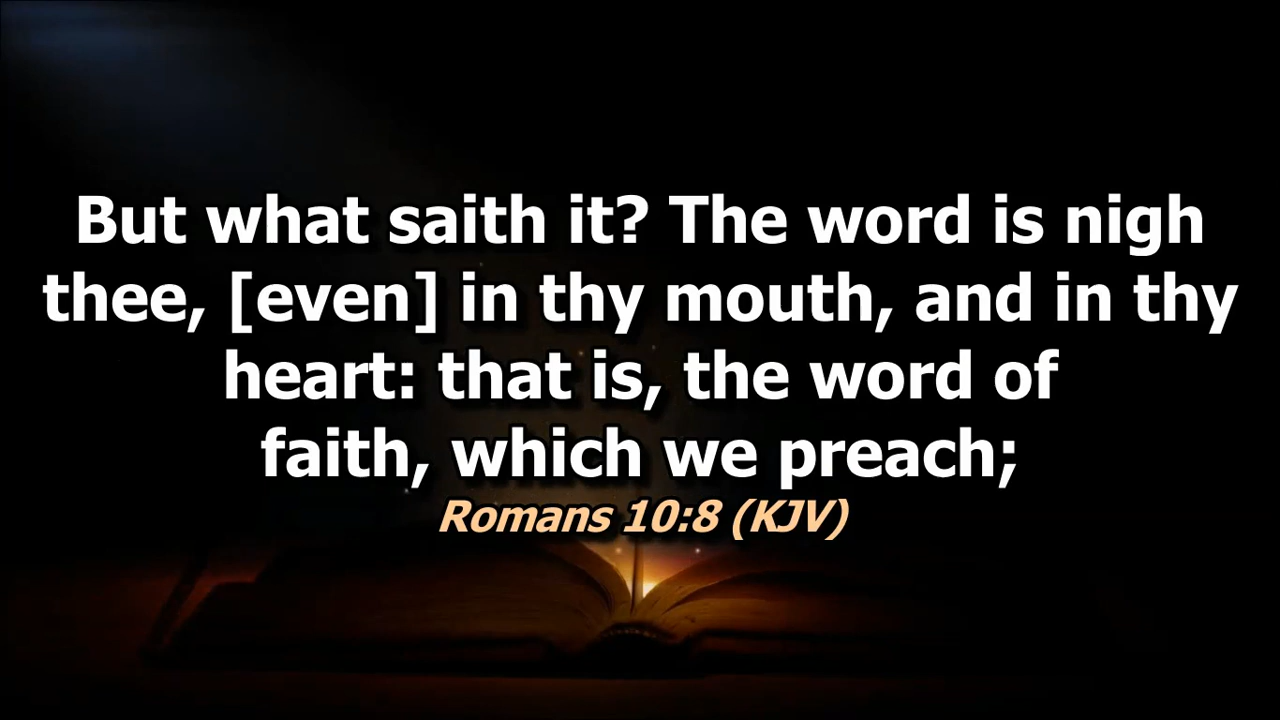 But what saith it? The word is nigh
thee, [even] in thy mouth, and in thy
heart: that is, the word of
faith, which we preach;
Romans 10:8 (KJV)